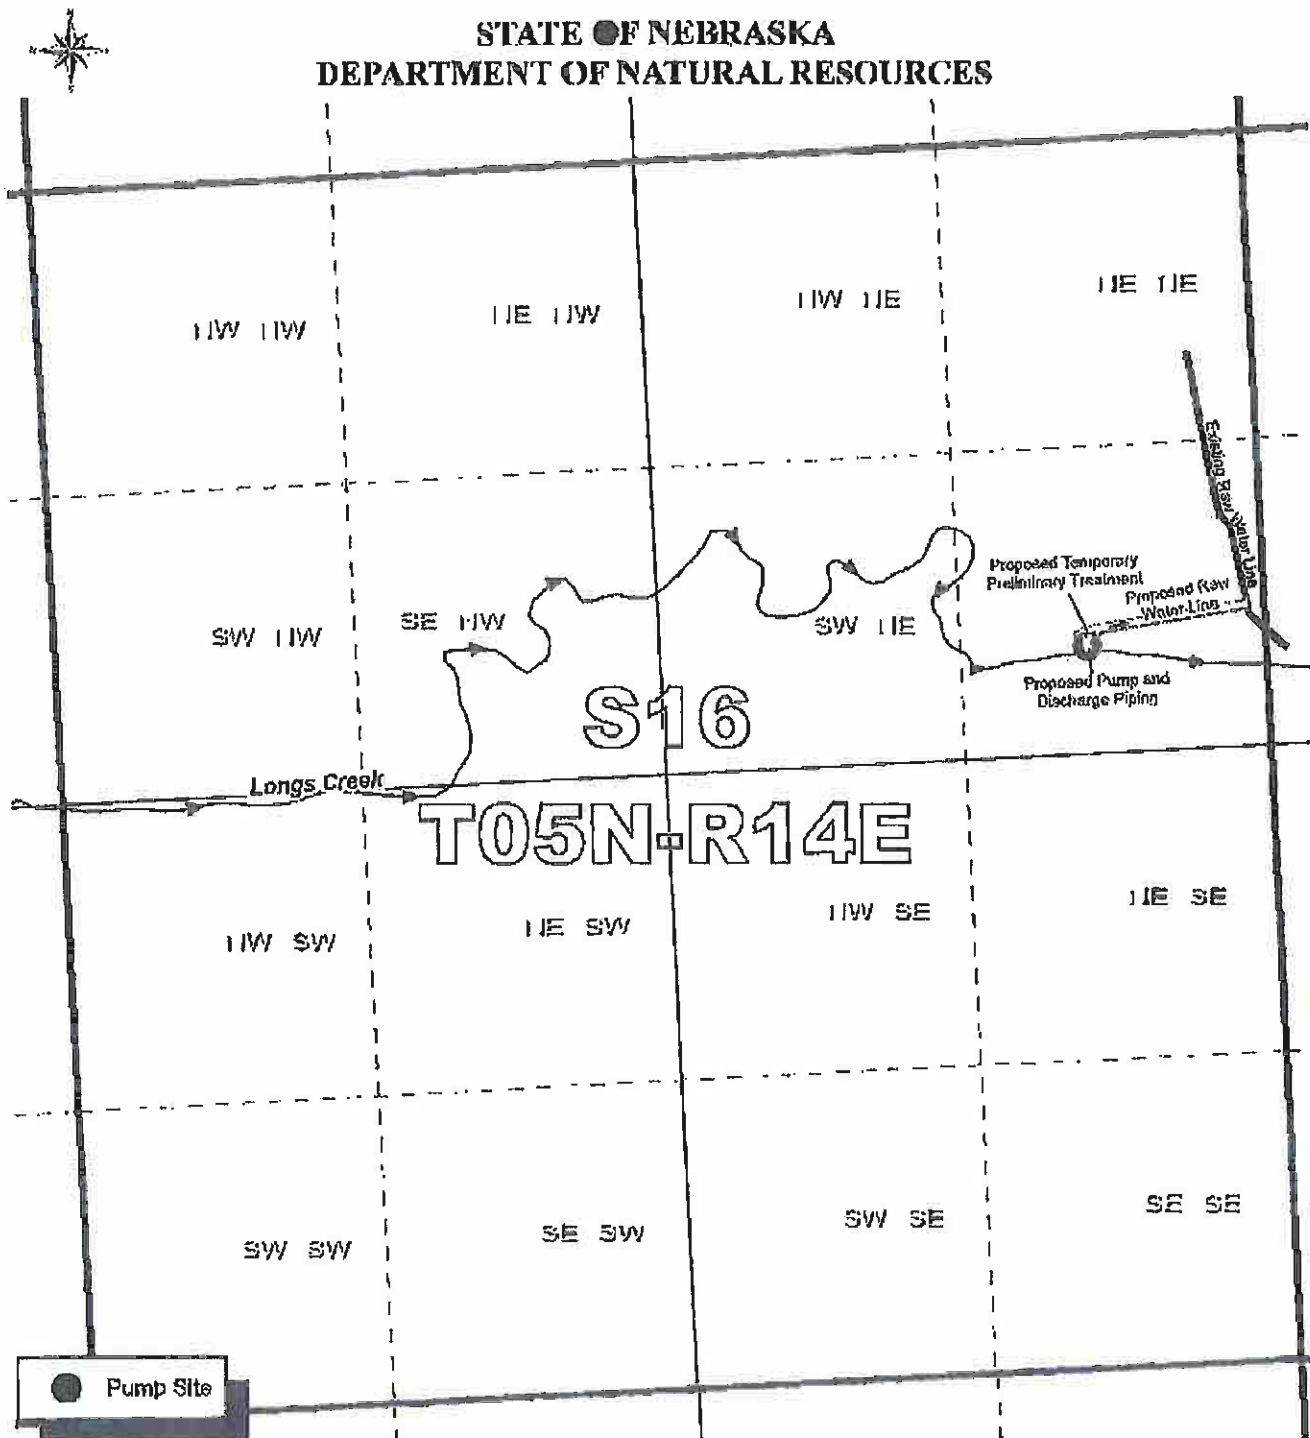 STATE OF NEBRASKA
DEPARTMENT OF NATURAL RESOURCES
NW NW
NE NW
NW NE
NE NE
Existing Raw Water Line
SW NW
SE NW
SW NE
Proposed Temporary
Preliminary Treatment
Proposed Raw
Water Line
Proposed Pump and
Discharge Piping
S16
Longs Creek
T05N-R14E
NW SW
NE SW
NW SE
NE SE
SW SW
SE SW
SW SE
SE SE
Pump Site